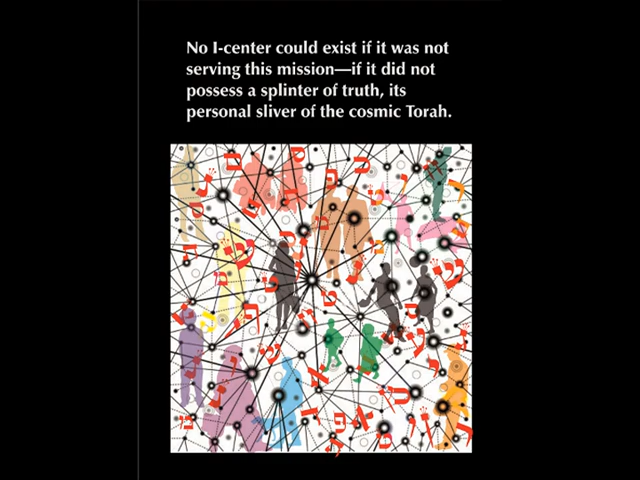 No I-center could exist if it was not
serving this mission—if it did not
possess a splinter of truth, its
personal sliver of the cosmic Torah.